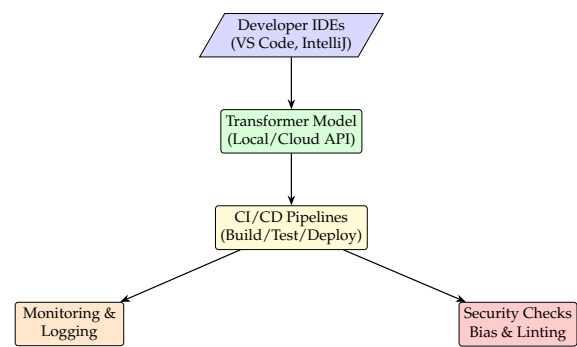 Developer IDEs
(VS Code, IntelliJ)
Transformer Model
(Local/Cloud API)
CI/CD Pipelines
(Build/Test/Deploy)
Monitoring &
Logging
Security Checks
Bias & Linting